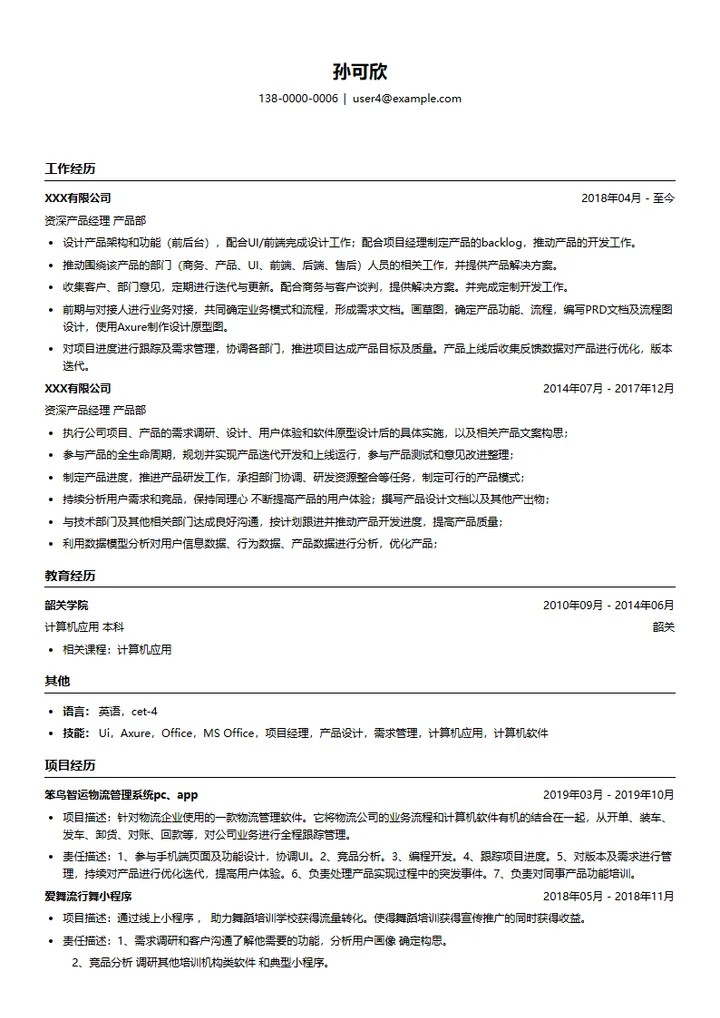 孙可欣
138-0000-0006 | user4@example.com
工作经历
XXX有限公司 2018年04月 - 至今
资深产品经理 产品部
• 设计产品架构和功能（前后台），配合UI/前端完成设计工作；配合项目经理制定产品的backlog，推动产品的开发工作。
• 推动围绕该产品的部门（商务、产品、UI、前端、后端、售后）人员的相关工作，并提供产品解决方案。
• 收集客户、部门意见，定期进行迭代与更新。配合商务与客户谈判，提供解决方案。并完成定制开发工作。
• 前期与对接人进行业务对接，共同确定业务模式和流程，形成需求文档。画草图，确定产品功能、流程，编写PRD文档及流程图
设计，使用Axure制作设计原型图。
• 对项目进度进行跟踪及需求管理，协调各部门，推进项目达成产品目标及质量。产品上线后收集反馈数据对产品进行优化，版本
迭代。
XXX有限公司 2014年07月 - 2017年12月
资深产品经理 产品部
• 执行公司项目、产品的需求调研、设计、用户体验和软件原型设计后的具体实施，以及相关产品文案构思；
• 参与产品的全生命周期，规划并实现产品迭代开发和上线运行，参与产品测试和意见改进整理；
• 制定产品进度，推进产品研发工作，承担部门协调、研发资源整合等任务，制定可行的产品模式；
• 持续分析用户需求和竞品，保持同理心 不断提高产品的用户体验；撰写产品设计文档以及其他产出物；
• 与技术部门及其他相关部门达成良好沟通，按计划跟进并推动产品开发进度，提高产品质量；
• 利用数据模型分析对用户信息数据、行为数据、产品数据进行分析，优化产品；
教育经历
韶关学院 2010年09月 - 2014年06月
计算机应用 本科 韶关
• 相关课程：计算机应用
其他
• 语言： 英语，cet-4
• 技能： Ui，Axure，Office，MS Office，项目经理，产品设计，需求管理，计算机应用，计算机软件
项目经历
笨鸟智运物流管理系统pc、app 2019年03月 - 2019年10月
• 项目描述：针对物流企业使用的一款物流管理软件。它将物流公司的业务流程和计算机软件有机的结合在一起，从开单、装车、
发车、卸货、对账、回款等，对公司业务进行全程跟踪管理。
• 责任描述：1、参与手机端页面及功能设计，协调UI。2、竞品分析。3、编程开发。4、跟踪项目进度。5、对版本及需求进行管
理，持续对产品进行优化迭代，提高用户体验。6、负责处理产品实现过程中的突发事件。7、负责对同事产品功能培训。
爱舞流行舞小程序 2018年05月 - 2018年11月
• 项目描述：通过线上小程序 ， 助力舞蹈培训学校获得流量转化。使得舞蹈培训获得宣传推广的同时获得收益。
• 责任描述：1、需求调研和客户沟通了解他需要的功能，分析用户画像 确定构思。
2、竞品分析 调研其他培训机构类软件 和典型小程序。